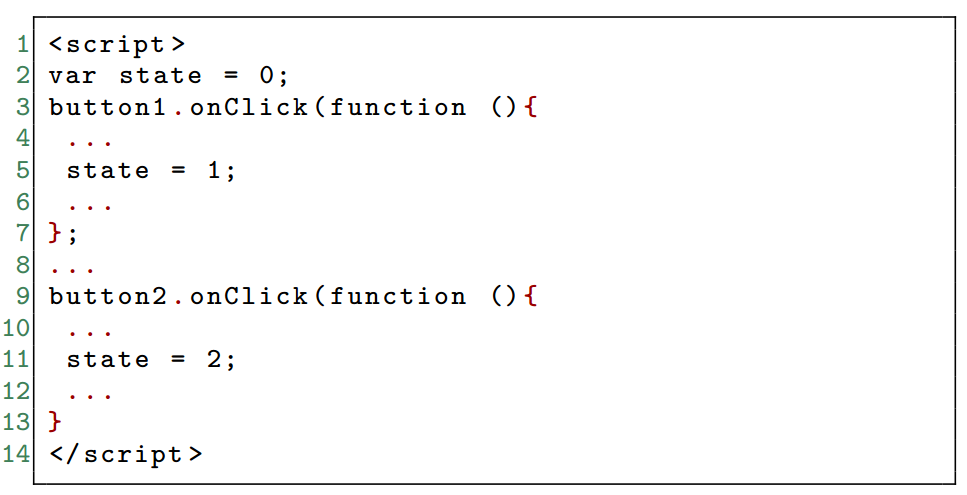 1 <script>
2 var state = 0;
3 button1.onClick(function (){
4 ...
5 state = 1;
6 ...
7 };
8 ...
9 button2.onClick(function (){
10 ...
11 state = 2;
12 ...
13 }
14 </script>